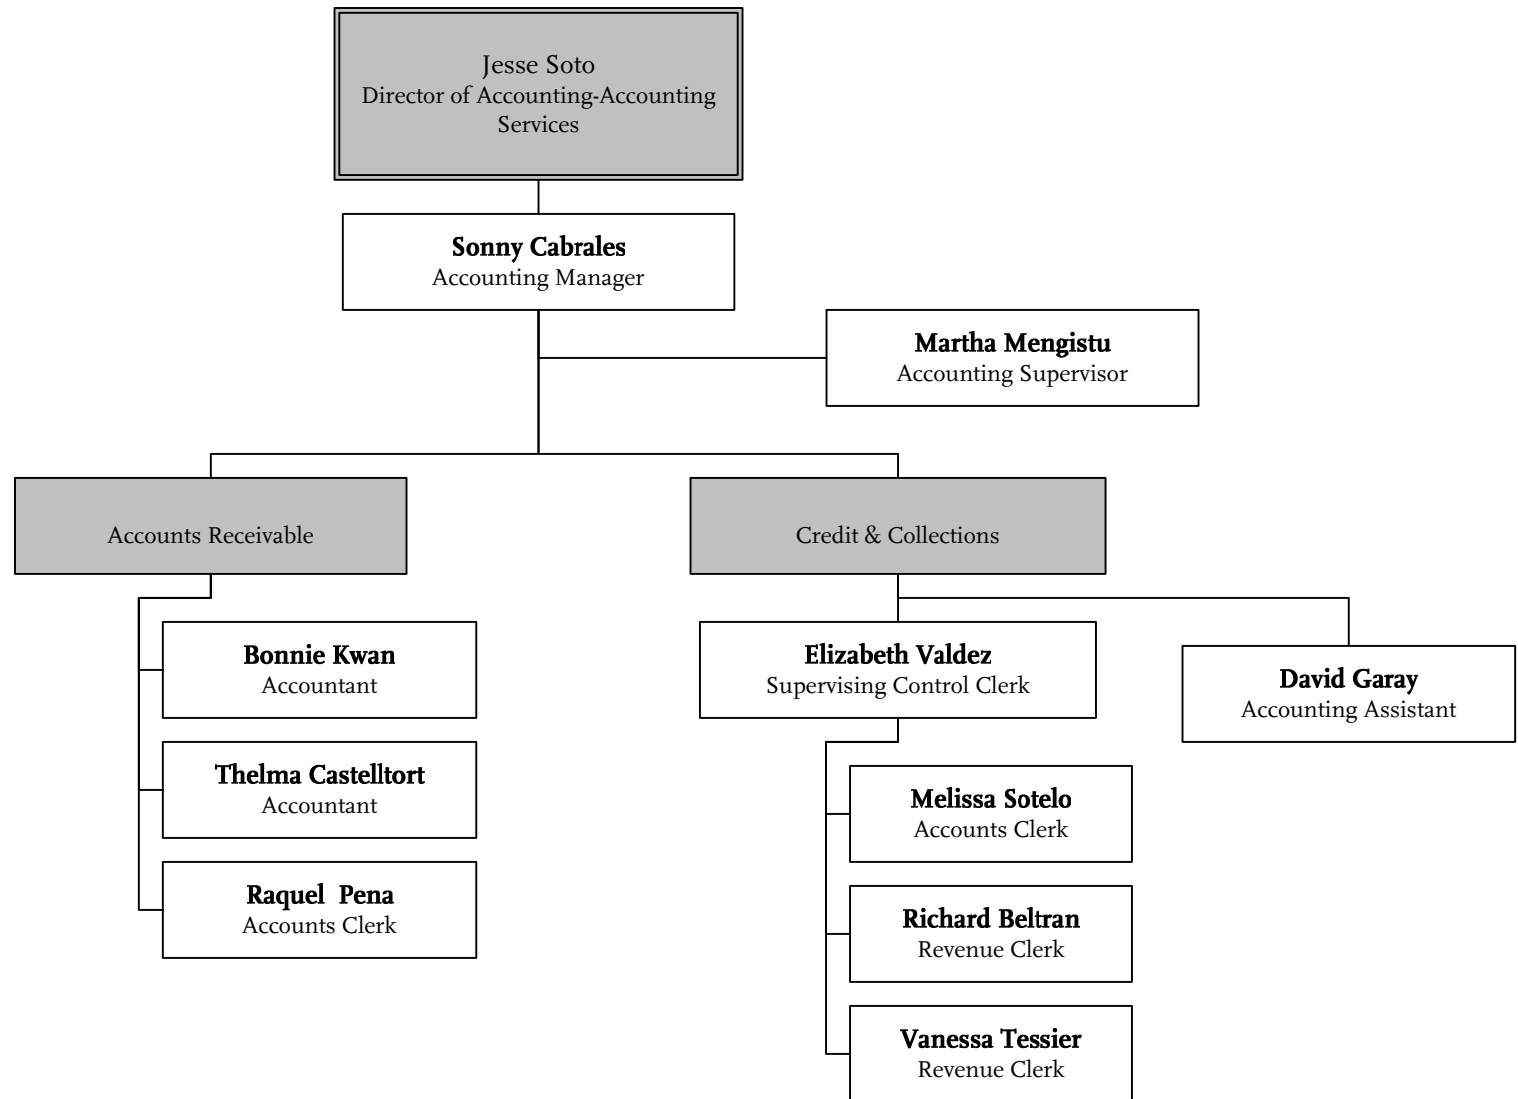 Jesse Soto
Director of Accounting-Accounting
Services
Sonny Cabrales
Accounting Manager
Martha Mengistu
Accounting Supervisor
Accounts Receivable
Credit & Collections
Bonnie Kwan
Accountant
Thelma Castelltort
Accountant
Raquel  Pena
Accounts Clerk
Elizabeth Valdez
Supervising Control Clerk
David Garay
Accounting Assistant
Melissa Sotelo
Accounts Clerk
Richard Beltran
Revenue Clerk
Vanessa Tessier
Revenue Clerk